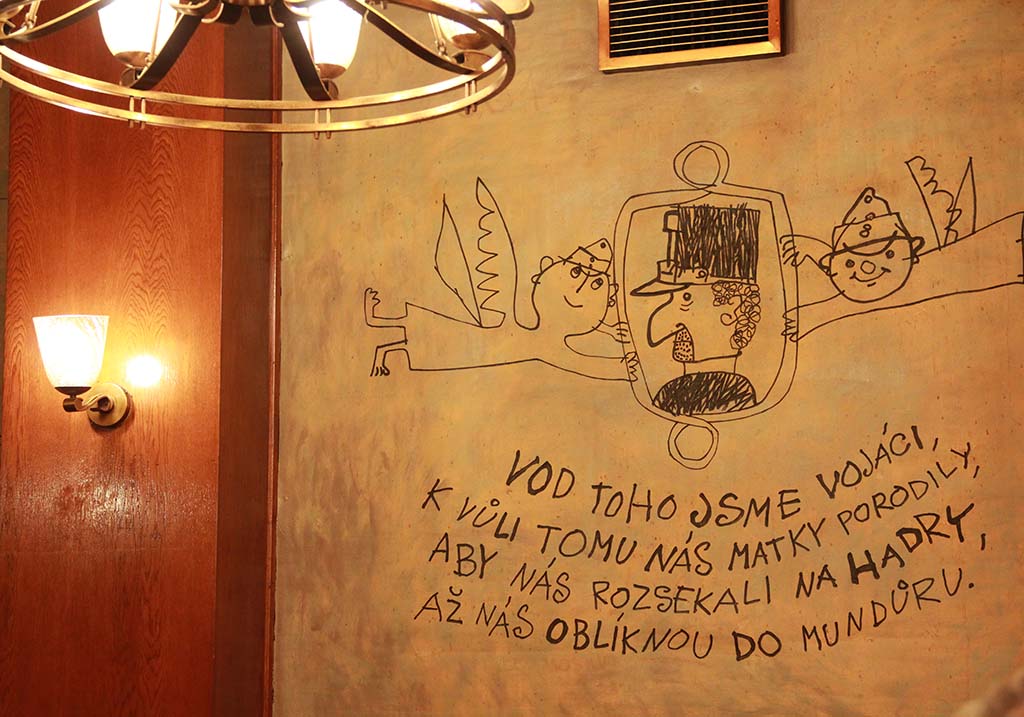 VOD TOHO JSME VOJÁCI,
K VŮLI TOMU NÁS MATKY PORODILY,
ABY NÁS ROZSEKALI NA HADRY,
AŽ NÁS OBLÍKNOU DO MUNDŮRU.